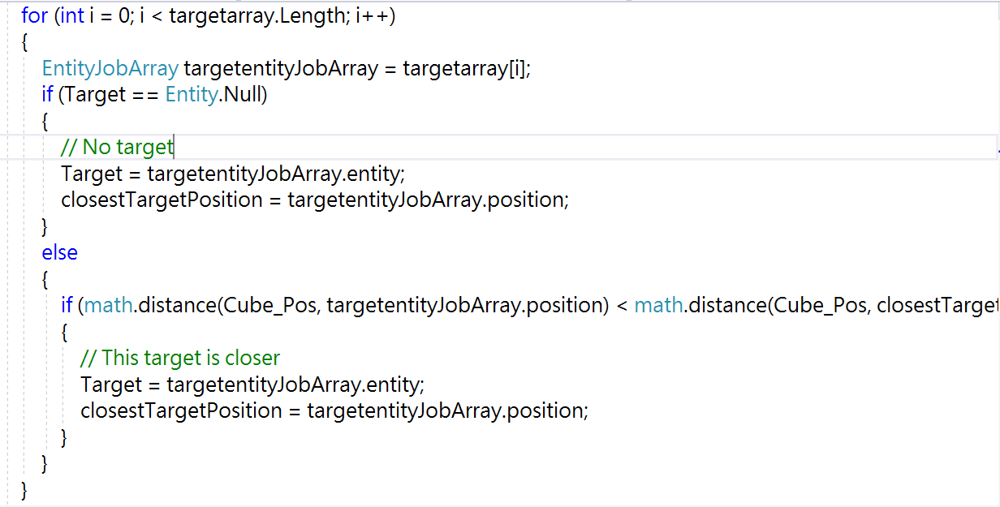 for (int i = 0; i < targetarray.Length; i++)
{
EntityJobArray targetentityJobArray = targetarray[i];
if (Target == Entity.Null)
{
// No target
Target = targetentityJobArray.entity;
closestTargetPosition = targetentityJobArray.position;
}
else
{
if (math.distance(Cube_Pos, targetentityJobArray.position) < math.distance(Cube_Pos, closestTarget
{
// This target is closer
Target = targetentityJobArray.entity;
closestTargetPosition = targetentityJobArray.position;
}
}
}